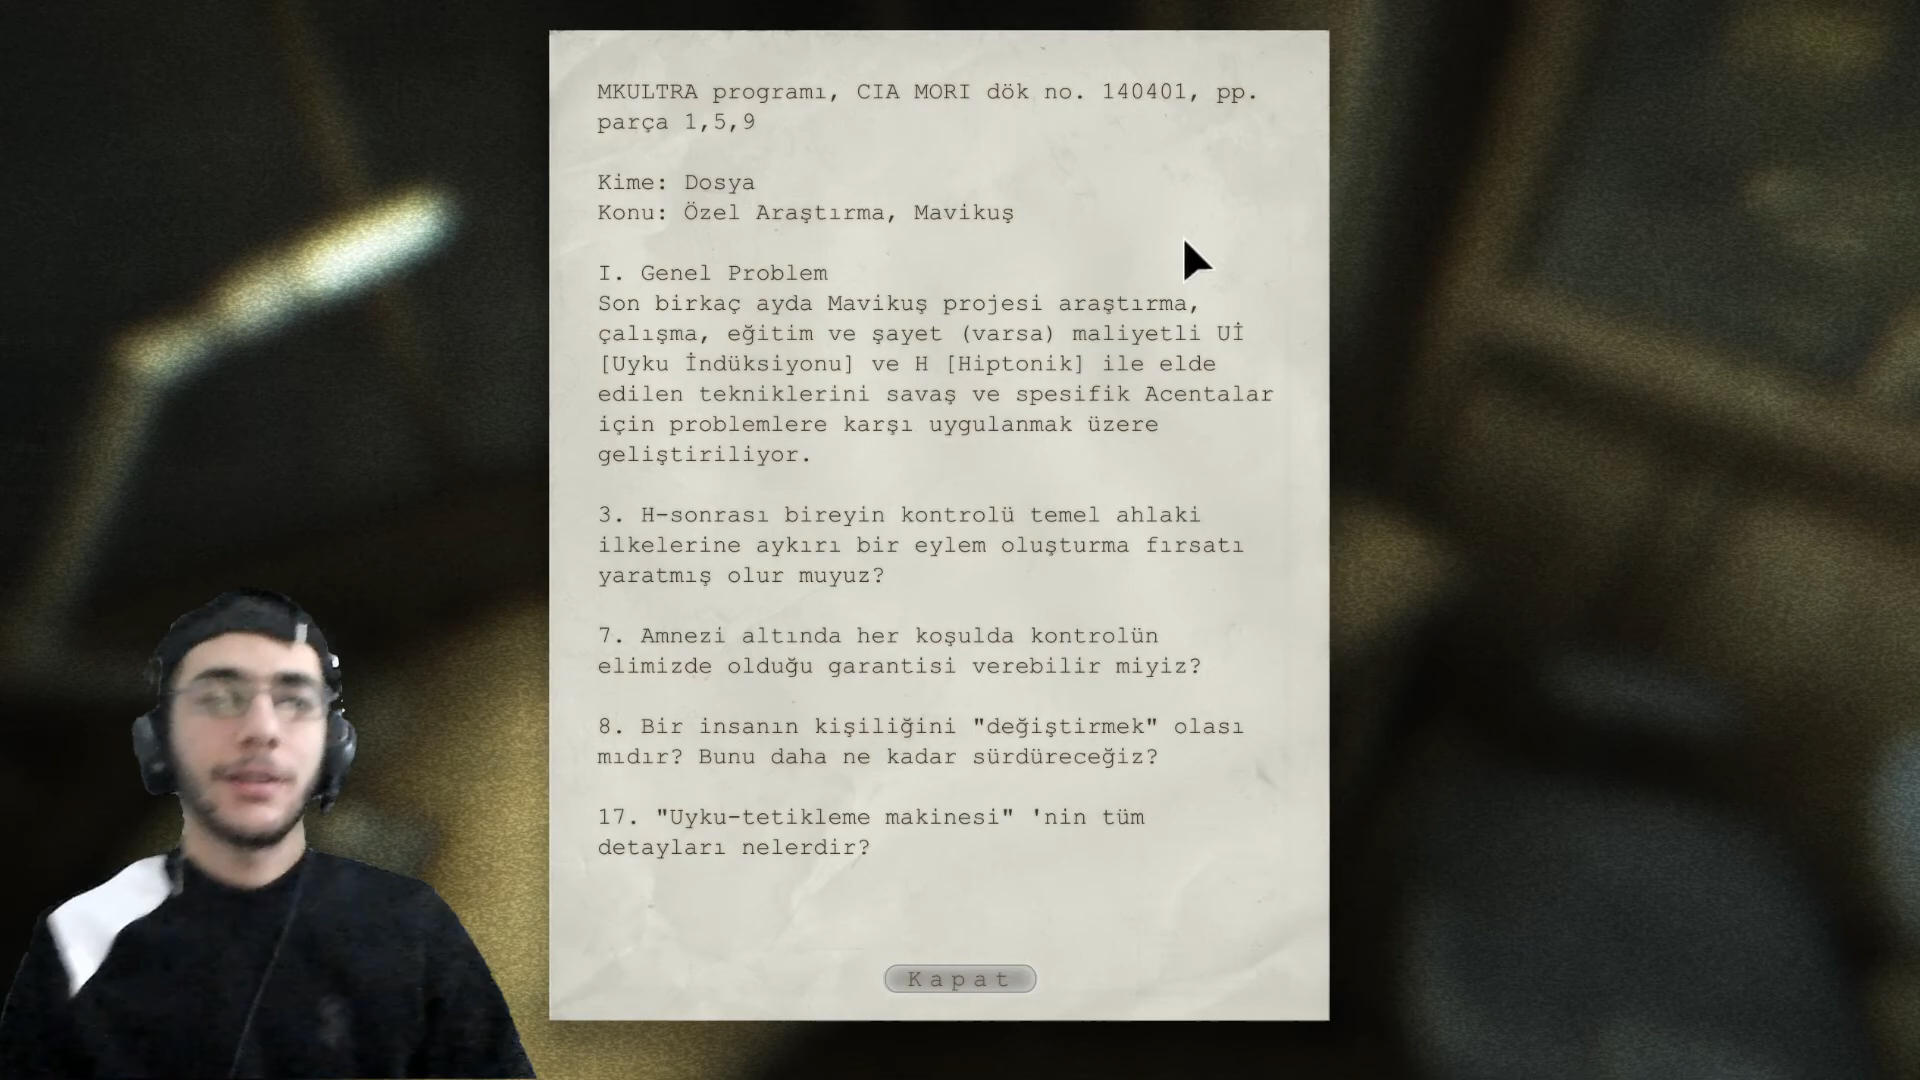 MKULTRA programı, CIA MORI dök no. 140401, pp.
parça 1,5,9
Kime: Dosya
Konu: Özel Araştırma, Mavikuş
I. Genel Problem
Son birkaç ayda Mavikuş projesi araştırma,
çalışma, eğitim ve şayet (varsa) maliyetli Uİ
[Uyku İndüksiyonu] ve H [Hiptonik] ile elde
edilen tekniklerini savaş ve spesifik Acentalar
için problemlere karşı uygulanmak üzere
geliştiriliyor.
3. H-sonrası bireyin kontrolü temel ahlaki
ilkelerine aykırı bir eylem oluşturma fırsatı
yaratmış olur muyuz?
7. Amnezi altında her koşulda kontrolün
elimizde olduğu garantisi verebilir miyiz?
8. Bir insanın kişiliğini "değiştirmek" olası
mıdır? Bunu daha ne kadar sürdüreceğiz?
17. "Uyku-tetikleme makinesi" 'nin tüm
detayları nelerdir?
Kapat